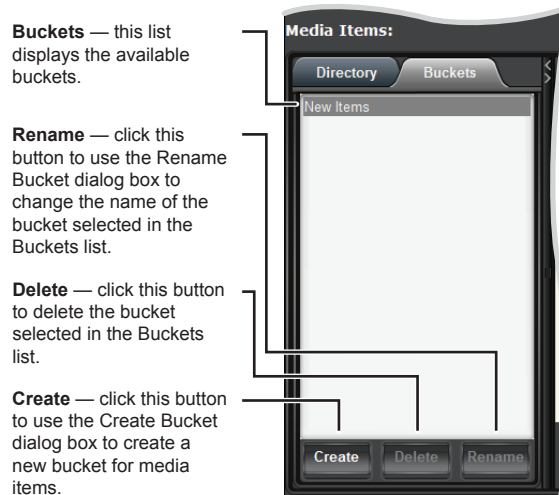 Buckets — this list
displays the available
buckets.
Rename — click this
button to use the Rename
Bucket dialog box to
change the name of the
bucket selected in the
Buckets list.
Delete — click this button
to delete the bucket
selected in the Buckets
list.
Create — click this button
to use the Create Bucket
dialog box to create a
new bucket for media
items.
Media Items:
Directory Buckets
New Items
Create Delete Rename